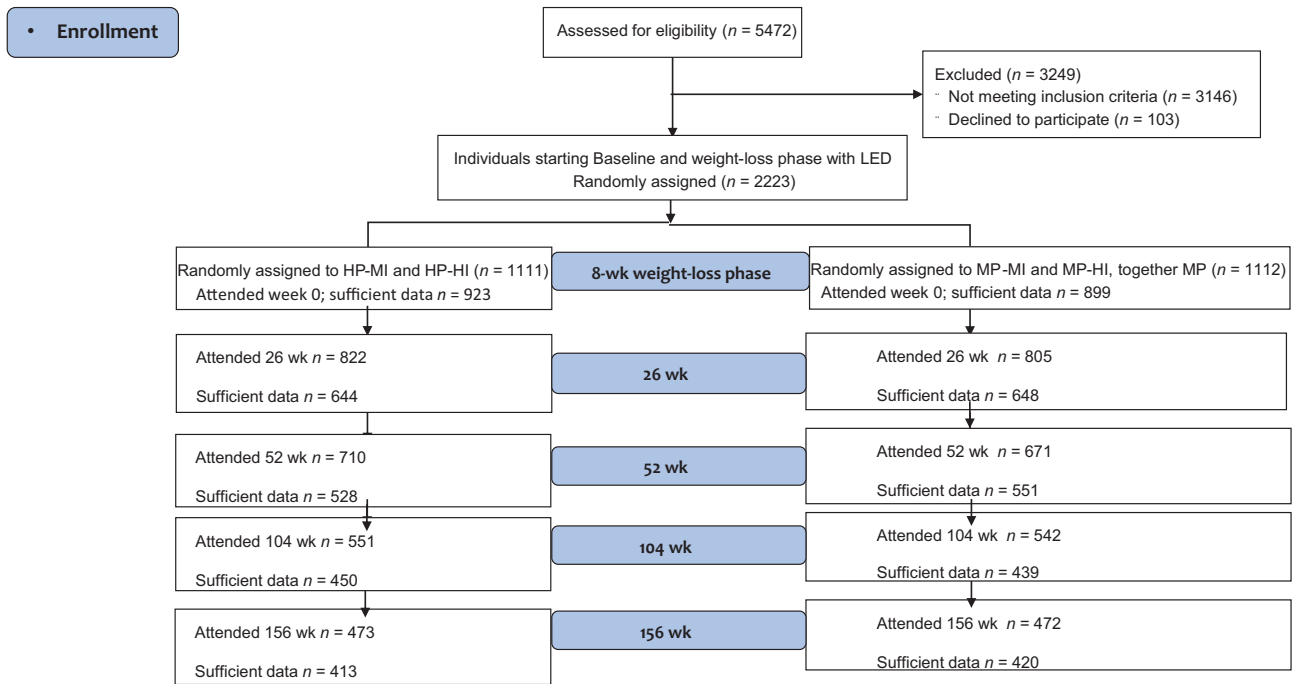 • Enrollment
Assessed for eligibility (n = 5472)
Excluded (n = 3249)
¨ Not meeting inclusion criteria (n = 3146)
¨ Declined to participate (n = 103)
Individuals starting Baseline and weight-loss phase with LED
Randomly assigned (n = 2223)
Randomly assigned to HP-MI and HP-HI (n = 1111)
Attended week 0; sufficient data n = 923
8-wk weight-loss phase
Randomly assigned to MP-MI and MP-HI, together MP (n = 1112)
Attended week 0; sufficient data n = 899
Attended 26 wk n = 822
Sufficient data n = 644
26 wk
Attended 26 wk n = 805
Sufficient data n = 648
Attended 52 wk n = 710
Sufficient data n = 528
52 wk
Attended 52 wk n = 671
Sufficient data n = 551
Attended 104 wk n = 551
Sufficient data n = 450
104 wk
Attended 104 wk n = 542
Sufficient data n = 439
Attended 156 wk n = 473
Sufficient data n = 413
156 wk
Attended 156 wk n = 472
Sufficient data n = 420